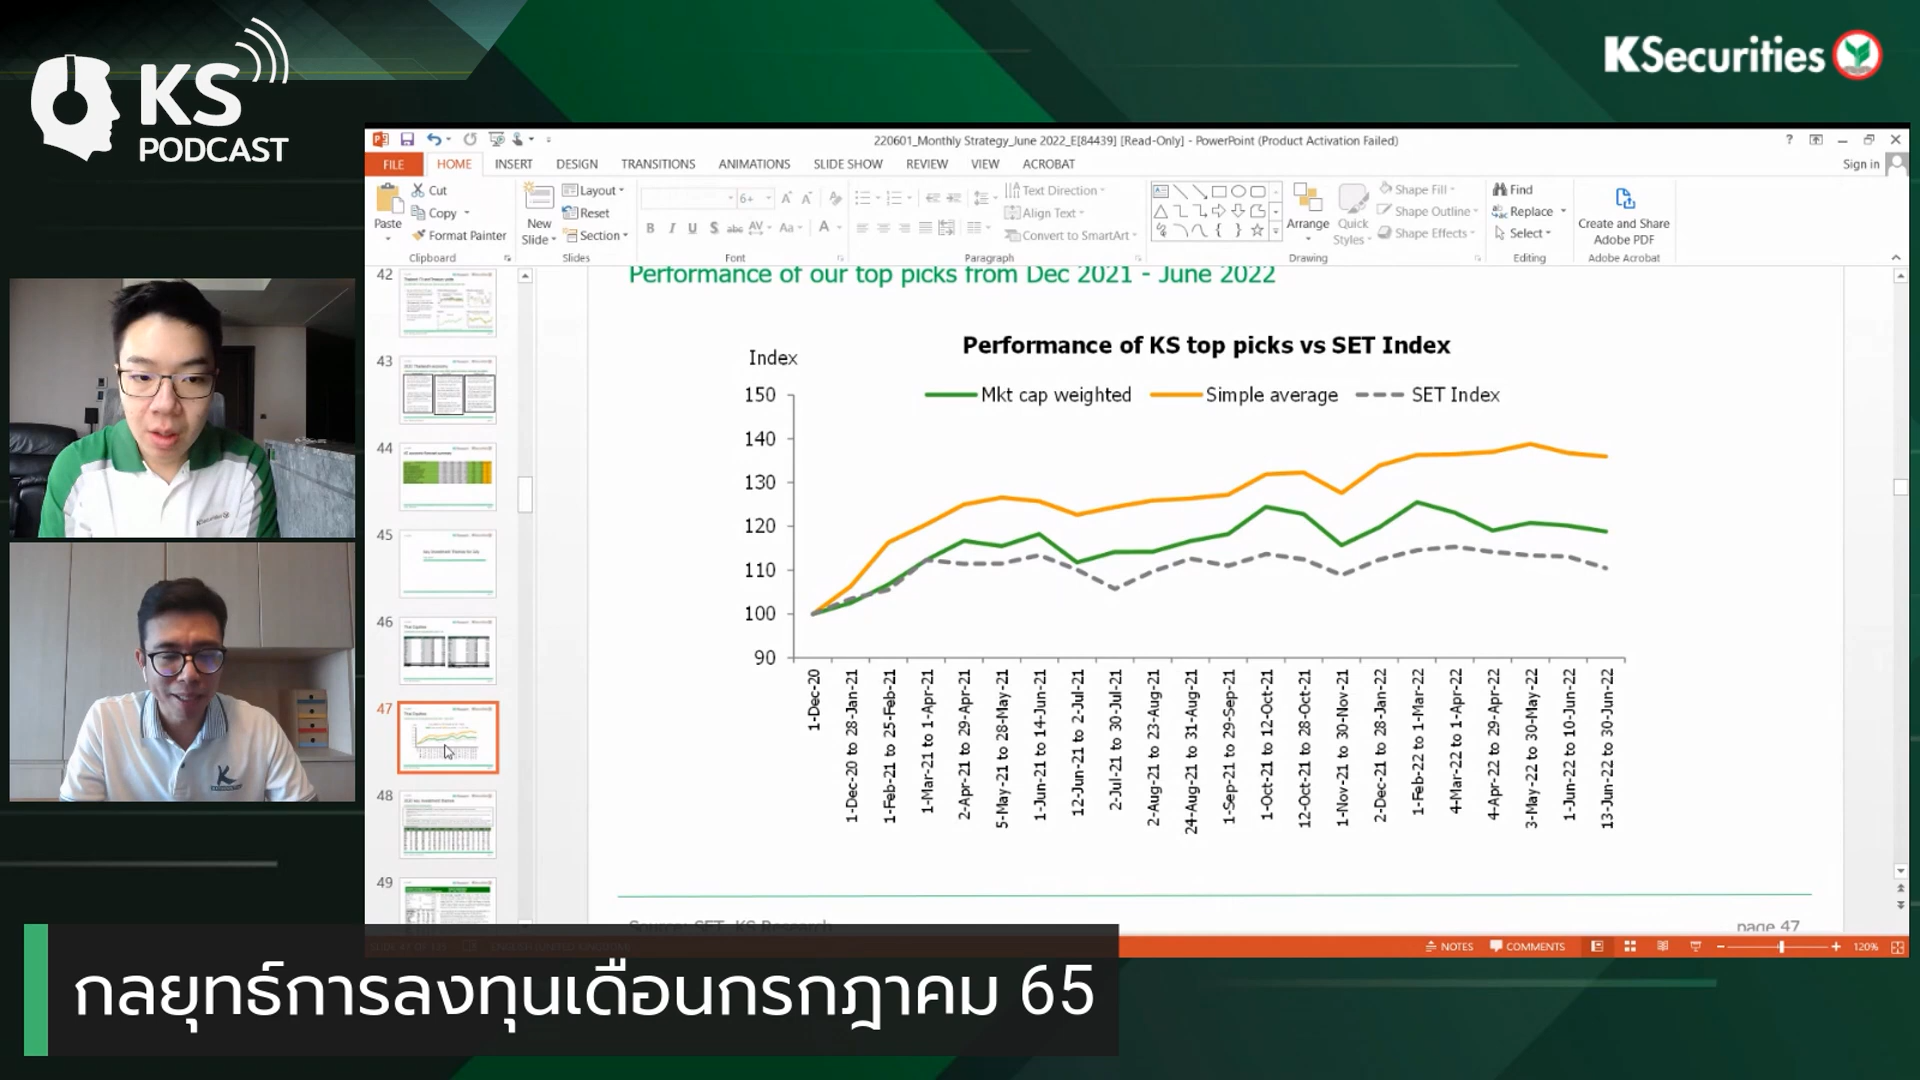 KS
PODCAST
KSecurities
220601_Monthly Strategy_June 2022_E[84439] [Read-Only] - PowerPoint (Product Activation Failed)
FILE HOME INSERT DESIGN TRANSITIONS ANIMATIONS SLIDE SHOW REVIEW VIEW ACROBAT Sign in
Cut
Copy
Format Painter
Paste
Clipboard
New
Slide
Layout
Reset
Section
Slides
6+
Font
Text Direction
Align Text
Convert to SmartArt
Paragraph
Arrange
Quick
Styles
Shape Fill
Shape Outline
Shape Effects
Drawing
Find
Replace
Select
Editing
Create and Share
Adobe PDF
Adobe Acrobat
42
43
44
45
46
47
48
49
Performance of our top picks from Dec 2021 - June 2022
Performance of KS top picks vs SET Index
Index
Mkt cap weighted Simple average SET Index
150
140
130
120
110
100
90
1-Dec-20
1-Dec-20 to 28-Jan-21
1-Feb-21 to 25-Feb-21
1-Mar-21 to 1-Apr-21
2-Apr-21 to 29-Apr-21
5-May-21 to 28-May-21
1-Jun-21 to 14-Jun-21
12-Jun-21 to 2-Jul-21
2-Jul-21 to 30-Jul-21
2-Aug-21 to 23-Aug-21
24-Aug-21 to 31-Aug-21
1-Sep-21 to 29-Sep-21
1-Oct-21 to 12-Oct-21
12-Oct-21 to 28-Oct-21
1-Nov-21 to 30-Nov-21
2-Dec-21 to 28-Jan-22
1-Feb-22 to 1-Mar-22
4-Mar-22 to 1-Apr-22
4-Apr-22 to 29-Apr-22
3-May-22 to 30-May-22
1-Jun-22 to 10-Jun-22
13-Jun-22 to 30-Jun-22
Source: SET, KS Research
page 47
NOTES COMMENTS 120%
กลยุทธ์การลงทุนเดือนกรกฎาคม 65